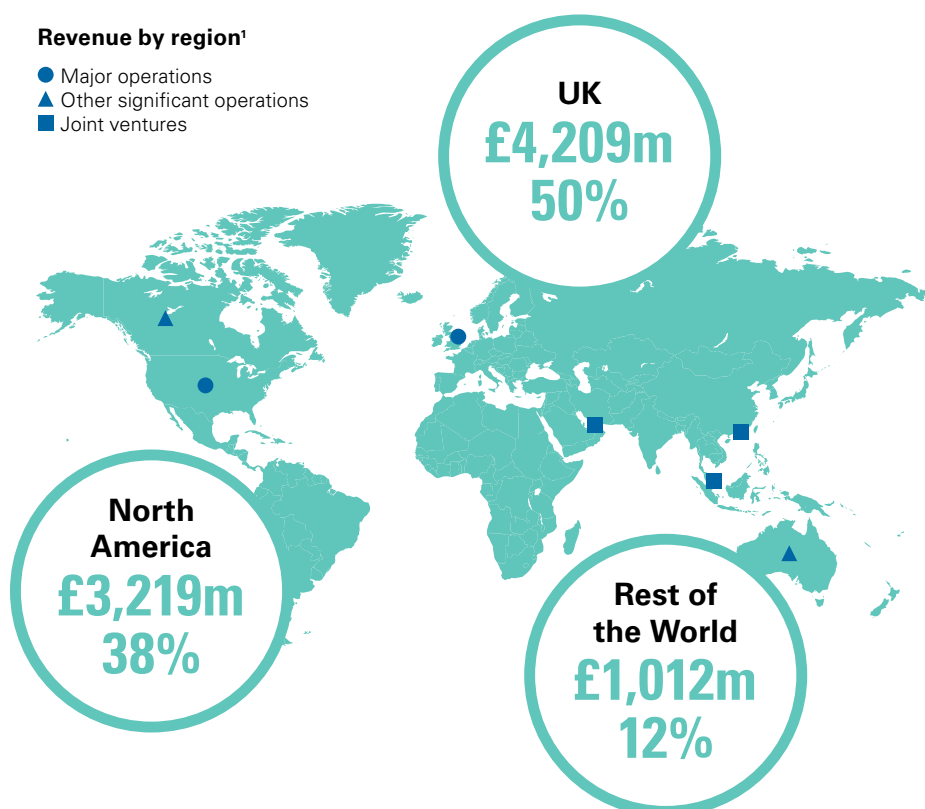 Revenue by region¹
Major operations
Other significant operations
Joint ventures
UK
£4,209m
50%
North
America
£3,219m
38%
Rest of
the World
£1,012m
12%